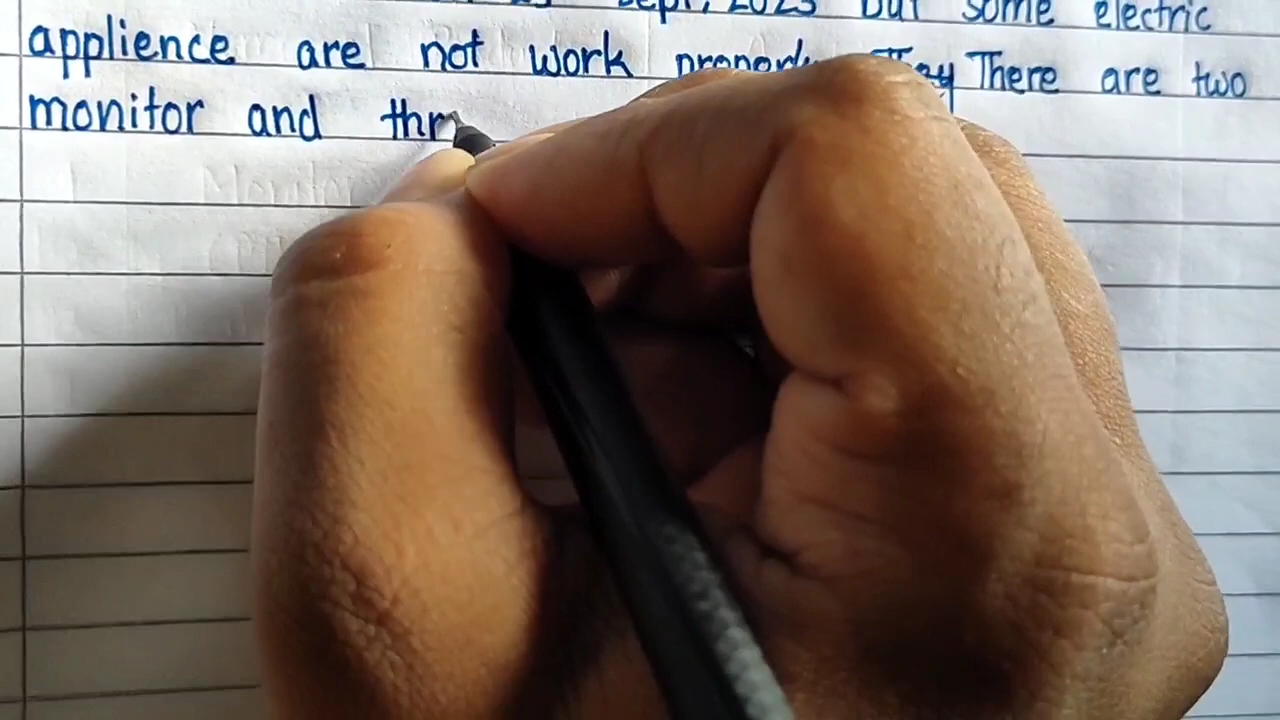 Sept, 2023 but some electric
applience are not work There are two
monitor and thr